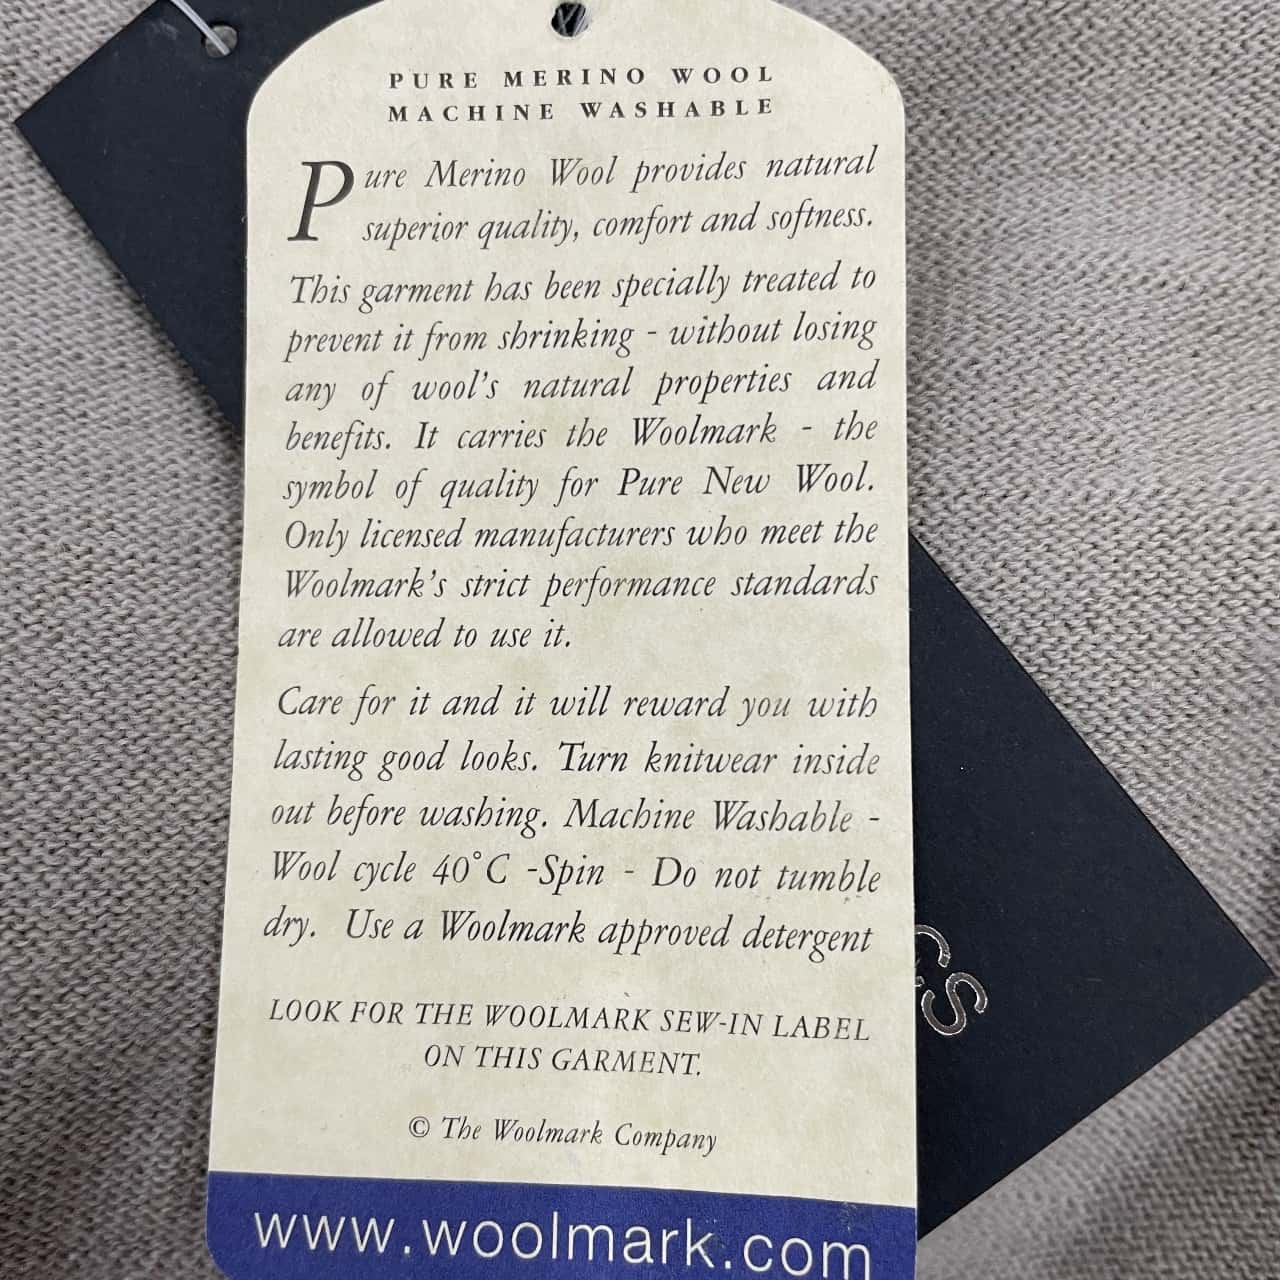 PURE MERINO WOOL
MACHINE WASHABLE
Pure Merino Wool provides natural
superior quality, comfort and softness.
This garment has been specially treated to
prevent it from shrinking - without losing
any of wool's natural properties and
benefits. It carries the Woolmark - the
symbol of quality for Pure New Wool.
Only licensed manufacturers who meet the
Woolmark's strict performance standards
are allowed to use it.
Care for it and it will reward you with
lasting good looks. Turn knitwear inside
out before washing. Machine Washable -
Wool cycle 40°C -Spin - Do not tumble
dry. Use a Woolmark approved detergent
LOOK FOR THE WOOLMARK SEW-IN LABEL
ON THIS GARMENT.
© The Woolmark Company
www.woolmark.com